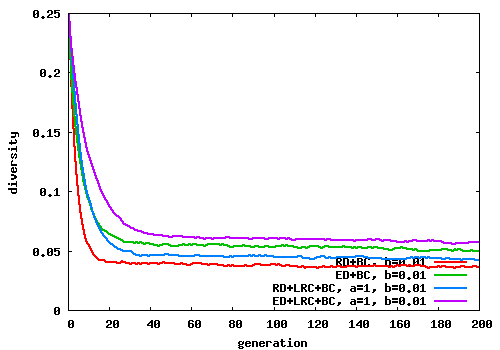 0.25
0.2
0.15
0.1
0.05
0
diversity
RD+BC, b=0.01
ED+BC, b=0.01
RD+LRC+BC, a=1, b=0.01
ED+LRC+BC, a=1, b=0.01
0 20 40 60 80 100 120 140 160 180 200
generation